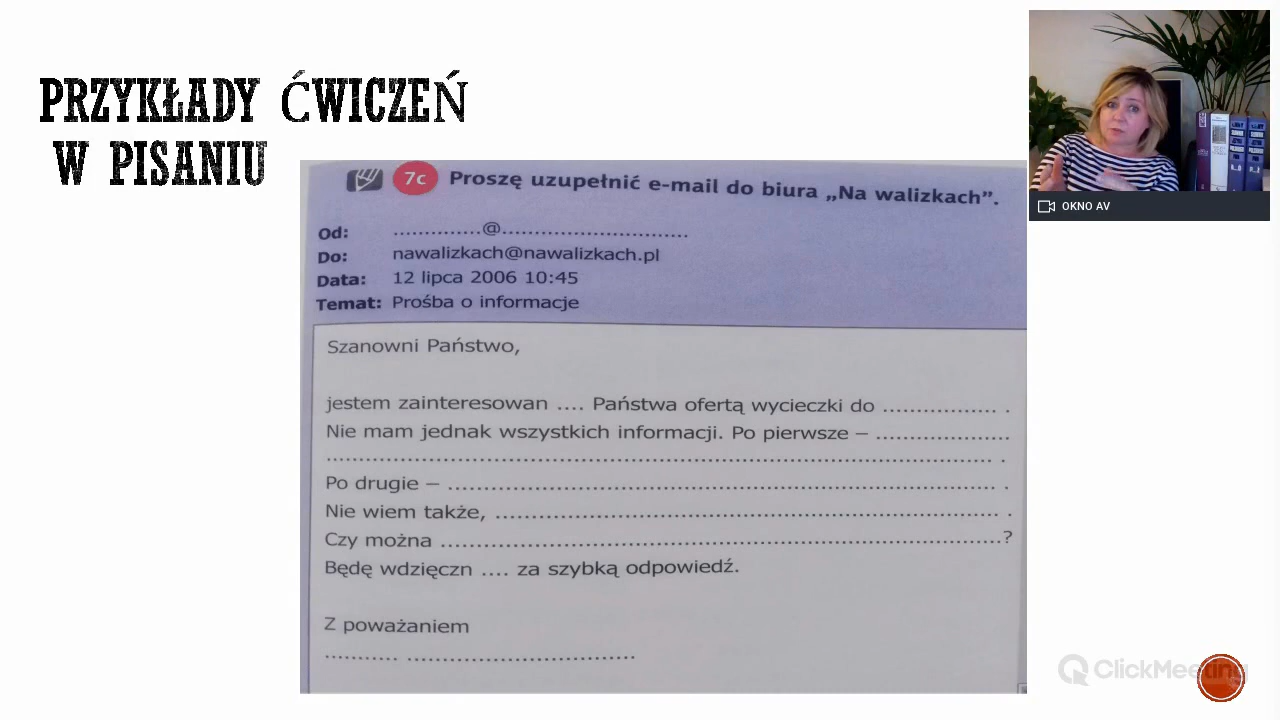 PRZYKŁADY ĆWICZEŃ
W PISANIU
7c Proszę uzupełnić e-mail do biura „Na walizkach”.
Od: ..............@..............................
Do: nawalizkach@nawalizkach.pl
Data: 12 lipca 2006 10:45
Temat: Prośba o informacje
Szanowni Państwo,
jestem zainteresowan .... Państwa ofertą wycieczki do ................. .
Nie mam jednak wszystkich informacji. Po pierwsze – ....................
.................................................................................................... .
Po drugie – .................................................................................. .
Nie wiem także, ........................................................................... .
Czy można ....................................................................................?
Będę wdzięczn .... za szybką odpowiedź.
Z poważaniem
........... ..................................
OKNO AV
ClickMeeting